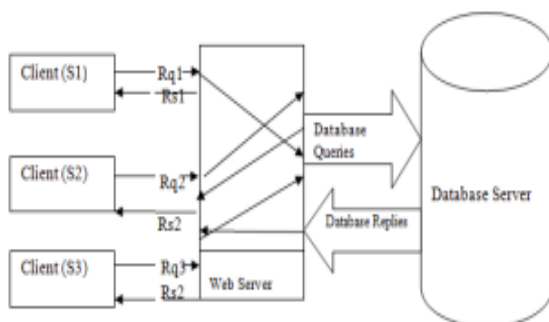 Client (S1)
Rq1
Rs1
Database
Queries
Client (S2)
Rq2
Database Server
Rs2
Database Replies
Client (S3)
Rq3
Rs2
Web Server